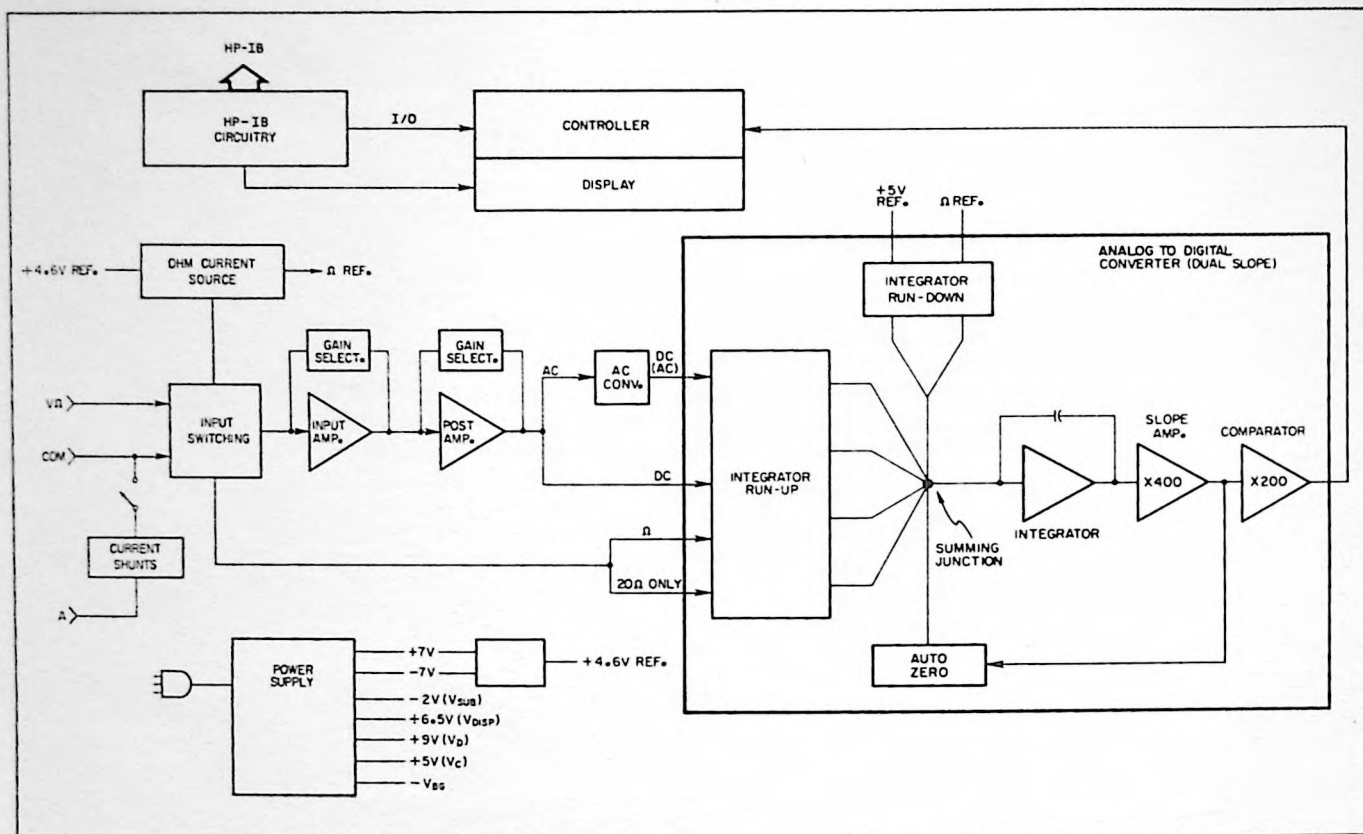 HP-IB
HP-IB
CIRCUITRY
I/O
CONTROLLER
DISPLAY
+5V
REF.
Ω REF.
ANALOG TO DIGITAL
CONVERTER (DUAL SLOPE)
+4.6V REF.
OHM CURRENT
SOURCE
Ω REF.
INTEGRATOR
RUN-DOWN
GAIN
SELECT.
GAIN
SELECT.
AC
AC
CONV.
DC
(AC)
VΩ
COM
INPUT
SWITCHING
INPUT
AMP.
POST
AMP.
DC
INTEGRATOR
RUN-UP
SLOPE
AMP.
COMPARATOR
X400
X200
INTEGRATOR
SUMMING
JUNCTION
Ω
20Ω ONLY
CURRENT
SHUNTS
A
AUTO
ZERO
POWER
SUPPLY
+7V
-7V
+4.6V REF.
-2V (VSUB)
+6.5V (VDISP)
+9V (VD)
+5V (VC)
-VBG